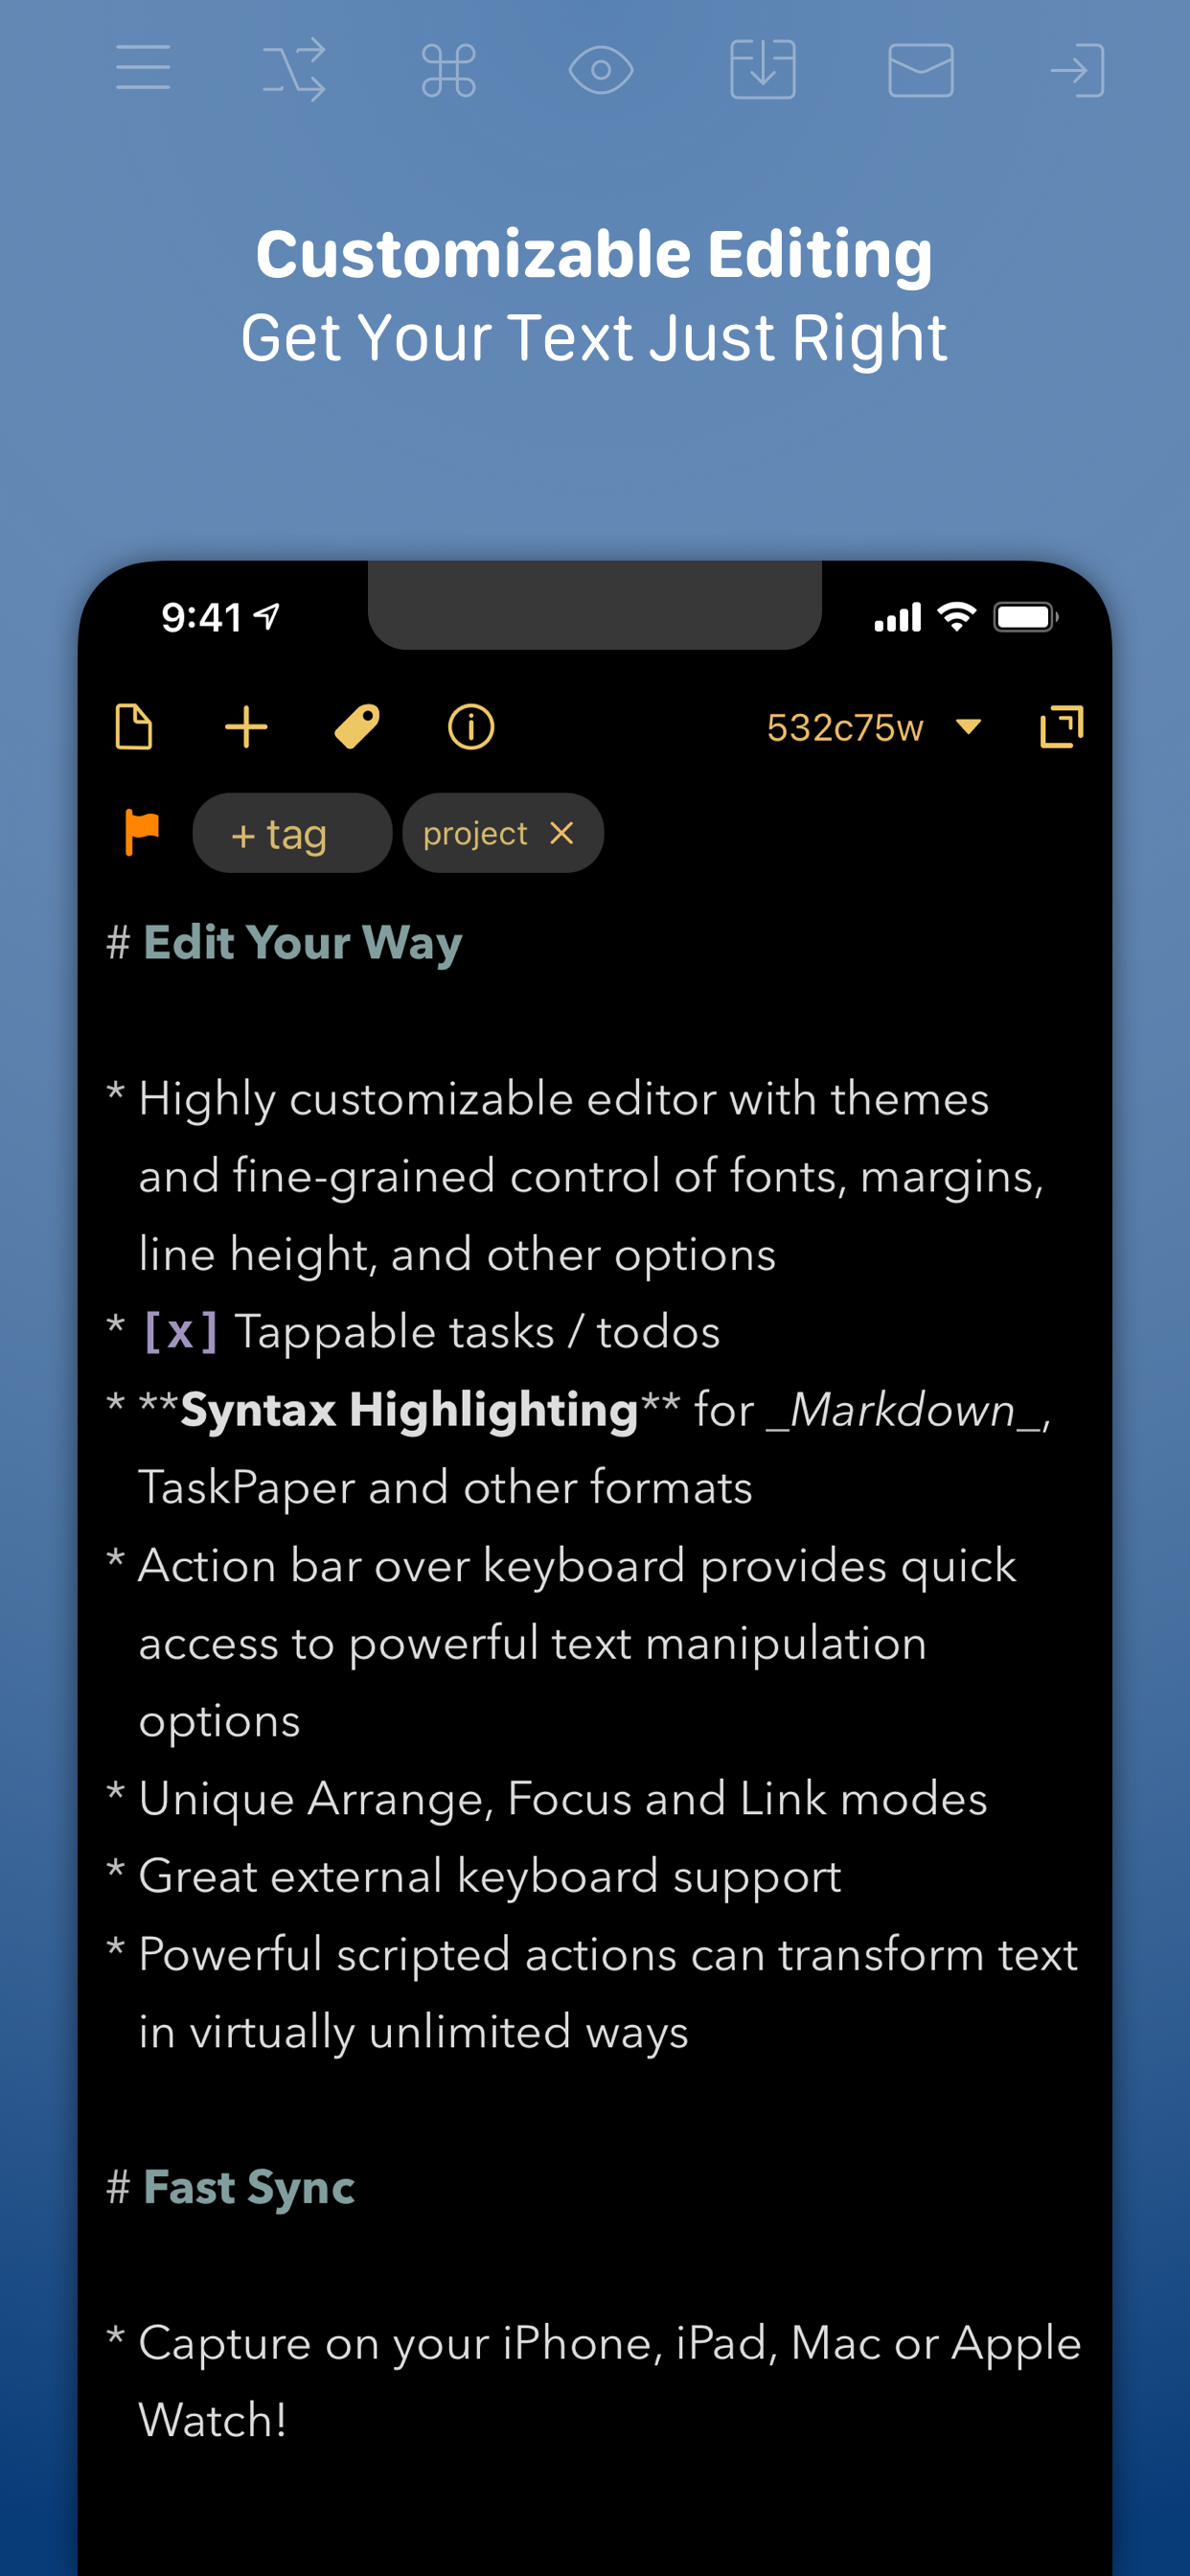 Customizable Editing
Get Your Text Just Right
9:41
532c75w
+ tag
project
# Edit Your Way
* Highly customizable editor with themes
and fine-grained control of fonts, margins,
line height, and other options
* [x] Tappable tasks / todos
* **Syntax Highlighting** for _Markdown_,
TaskPaper and other formats
* Action bar over keyboard provides quick
access to powerful text manipulation
options
* Unique Arrange, Focus and Link modes
* Great external keyboard support
* Powerful scripted actions can transform text
in virtually unlimited ways
# Fast Sync
* Capture on your iPhone, iPad, Mac or Apple
Watch!